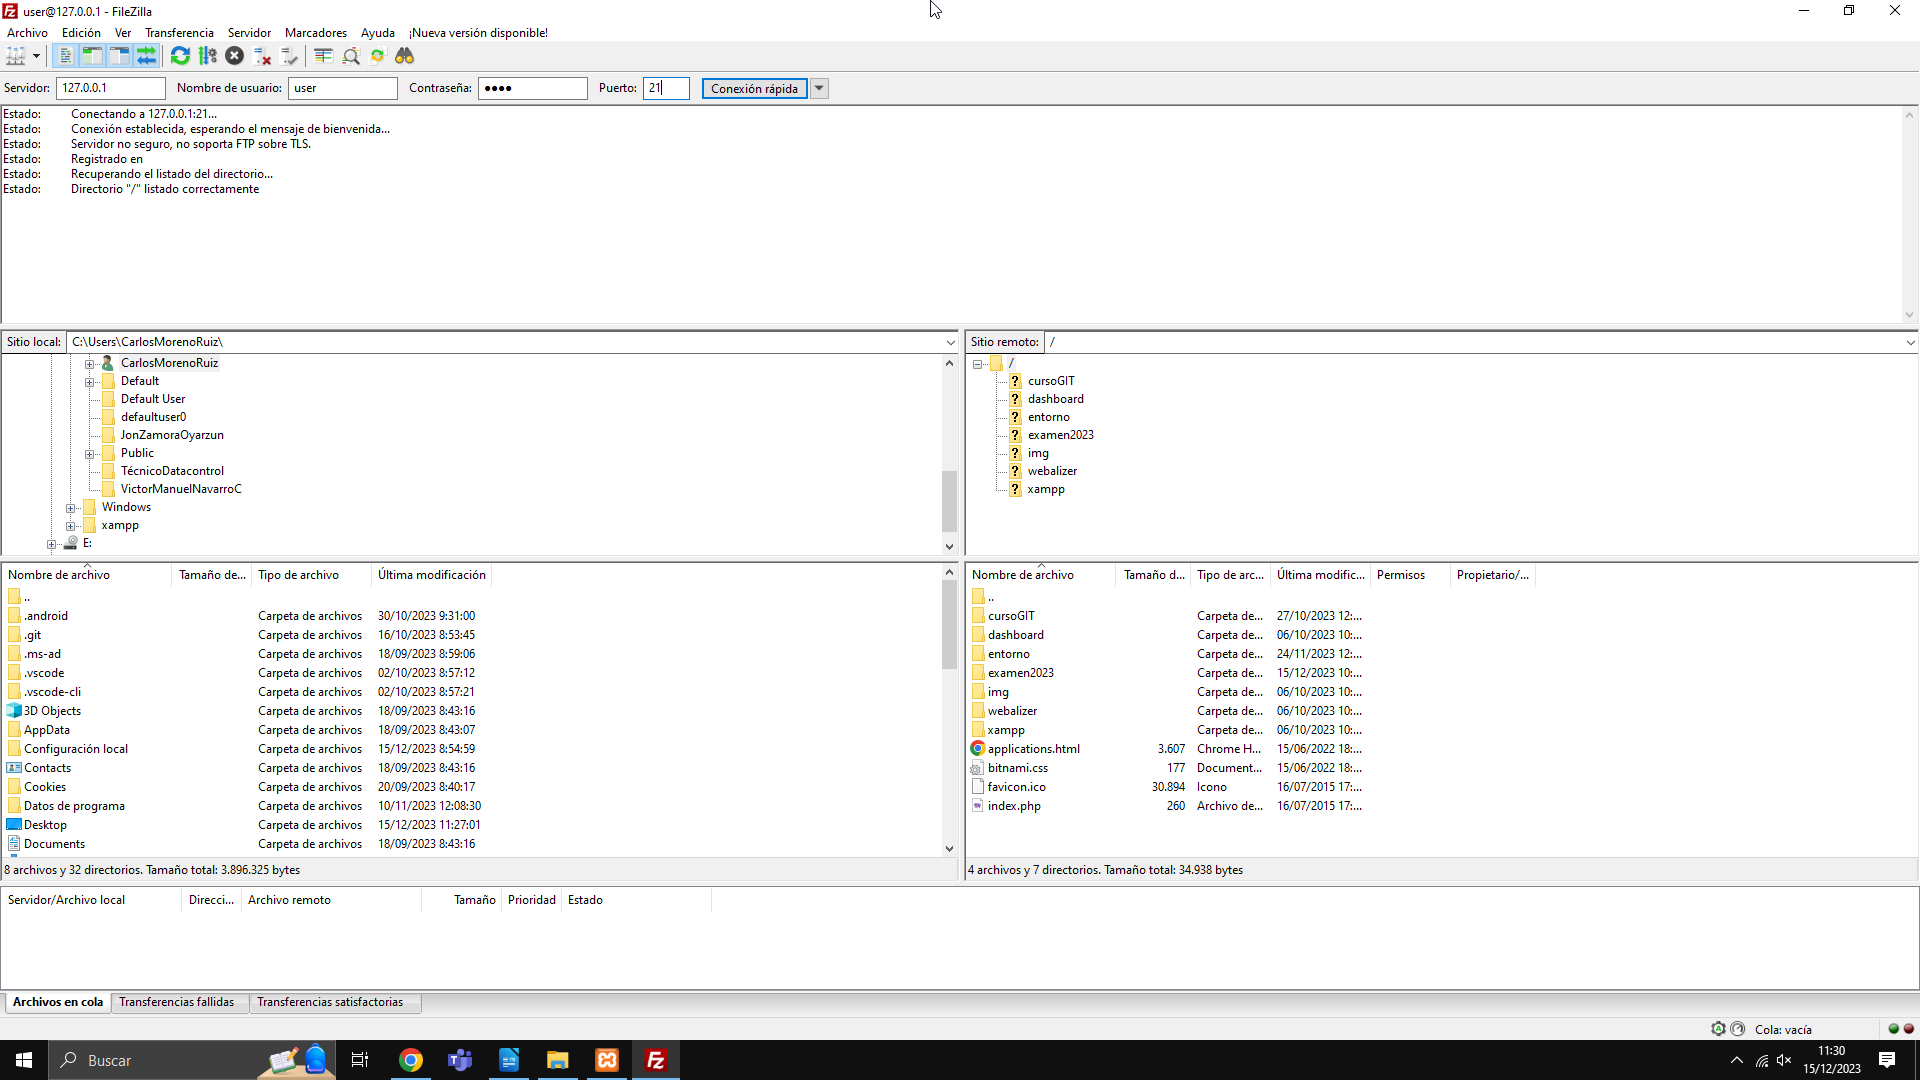 user@127.0.0.1 - FileZilla
Archivo Edición Ver Transferencia Servidor Marcadores Ayuda ¡Nueva versión disponible!
Servidor: 127.0.0.1 Nombre de usuario: user Contraseña: ●●●● Puerto: 21 Conexión rápida
Estado: Conectando a 127.0.0.1:21...
Estado: Conexión establecida, esperando el mensaje de bienvenida...
Estado: Servidor no seguro, no soporta FTP sobre TLS.
Estado: Registrado en
Estado: Recuperando el listado del directorio...
Estado: Directorio "/" listado correctamente
Sitio local: C:\Users\CarlosMorenoRuiz\
CarlosMorenoRuiz
Default
Default User
defaultuser0
JonZamoraOyarzun
Public
TécnicoDatacontrol
VictorManuelNavarroC
Windows
xampp
E:
Nombre de archivo Tamaño de... Tipo de archivo Última modificación
..
.android Carpeta de archivos 30/10/2023 9:31:00
.git Carpeta de archivos 16/10/2023 8:53:45
.ms-ad Carpeta de archivos 18/09/2023 8:59:06
.vscode Carpeta de archivos 02/10/2023 8:57:12
.vscode-cli Carpeta de archivos 02/10/2023 8:57:21
3D Objects Carpeta de archivos 18/09/2023 8:43:16
AppData Carpeta de archivos 18/09/2023 8:43:07
Configuración local Carpeta de archivos 15/12/2023 8:54:59
Contacts Carpeta de archivos 18/09/2023 8:43:16
Cookies Carpeta de archivos 20/09/2023 8:40:17
Datos de programa Carpeta de archivos 10/11/2023 12:08:30
Desktop Carpeta de archivos 15/12/2023 11:27:01
Documents Carpeta de archivos 18/09/2023 8:43:16
8 archivos y 32 directorios. Tamaño total: 3.896.325 bytes
Sitio remoto: /
/
? cursoGIT
? dashboard
? entorno
? examen2023
? img
? webalizer
? xampp
Nombre de archivo Tamaño d... Tipo de arc... Última modific... Permisos Propietario/...
..
cursoGIT Carpeta de... 27/10/2023 12:...
dashboard Carpeta de... 06/10/2023 10:...
entorno Carpeta de... 24/11/2023 12:...
examen2023 Carpeta de... 15/12/2023 10:...
img Carpeta de... 06/10/2023 10:...
webalizer Carpeta de... 06/10/2023 10:...
xampp Carpeta de... 06/10/2023 10:...
applications.html 3.607 Chrome H... 15/06/2022 18:...
bitnami.css 177 Document... 15/06/2022 18:...
favicon.ico 30.894 Icono 16/07/2015 17:...
index.php 260 Archivo de... 16/07/2015 17:...
4 archivos y 7 directorios. Tamaño total: 34.938 bytes
Servidor/Archivo local Direcci... Archivo remoto Tamaño Prioridad Estado
Archivos en cola Transferencias fallidas Transferencias satisfactorias
Cola: vacía
Buscar
11:30
15/12/2023